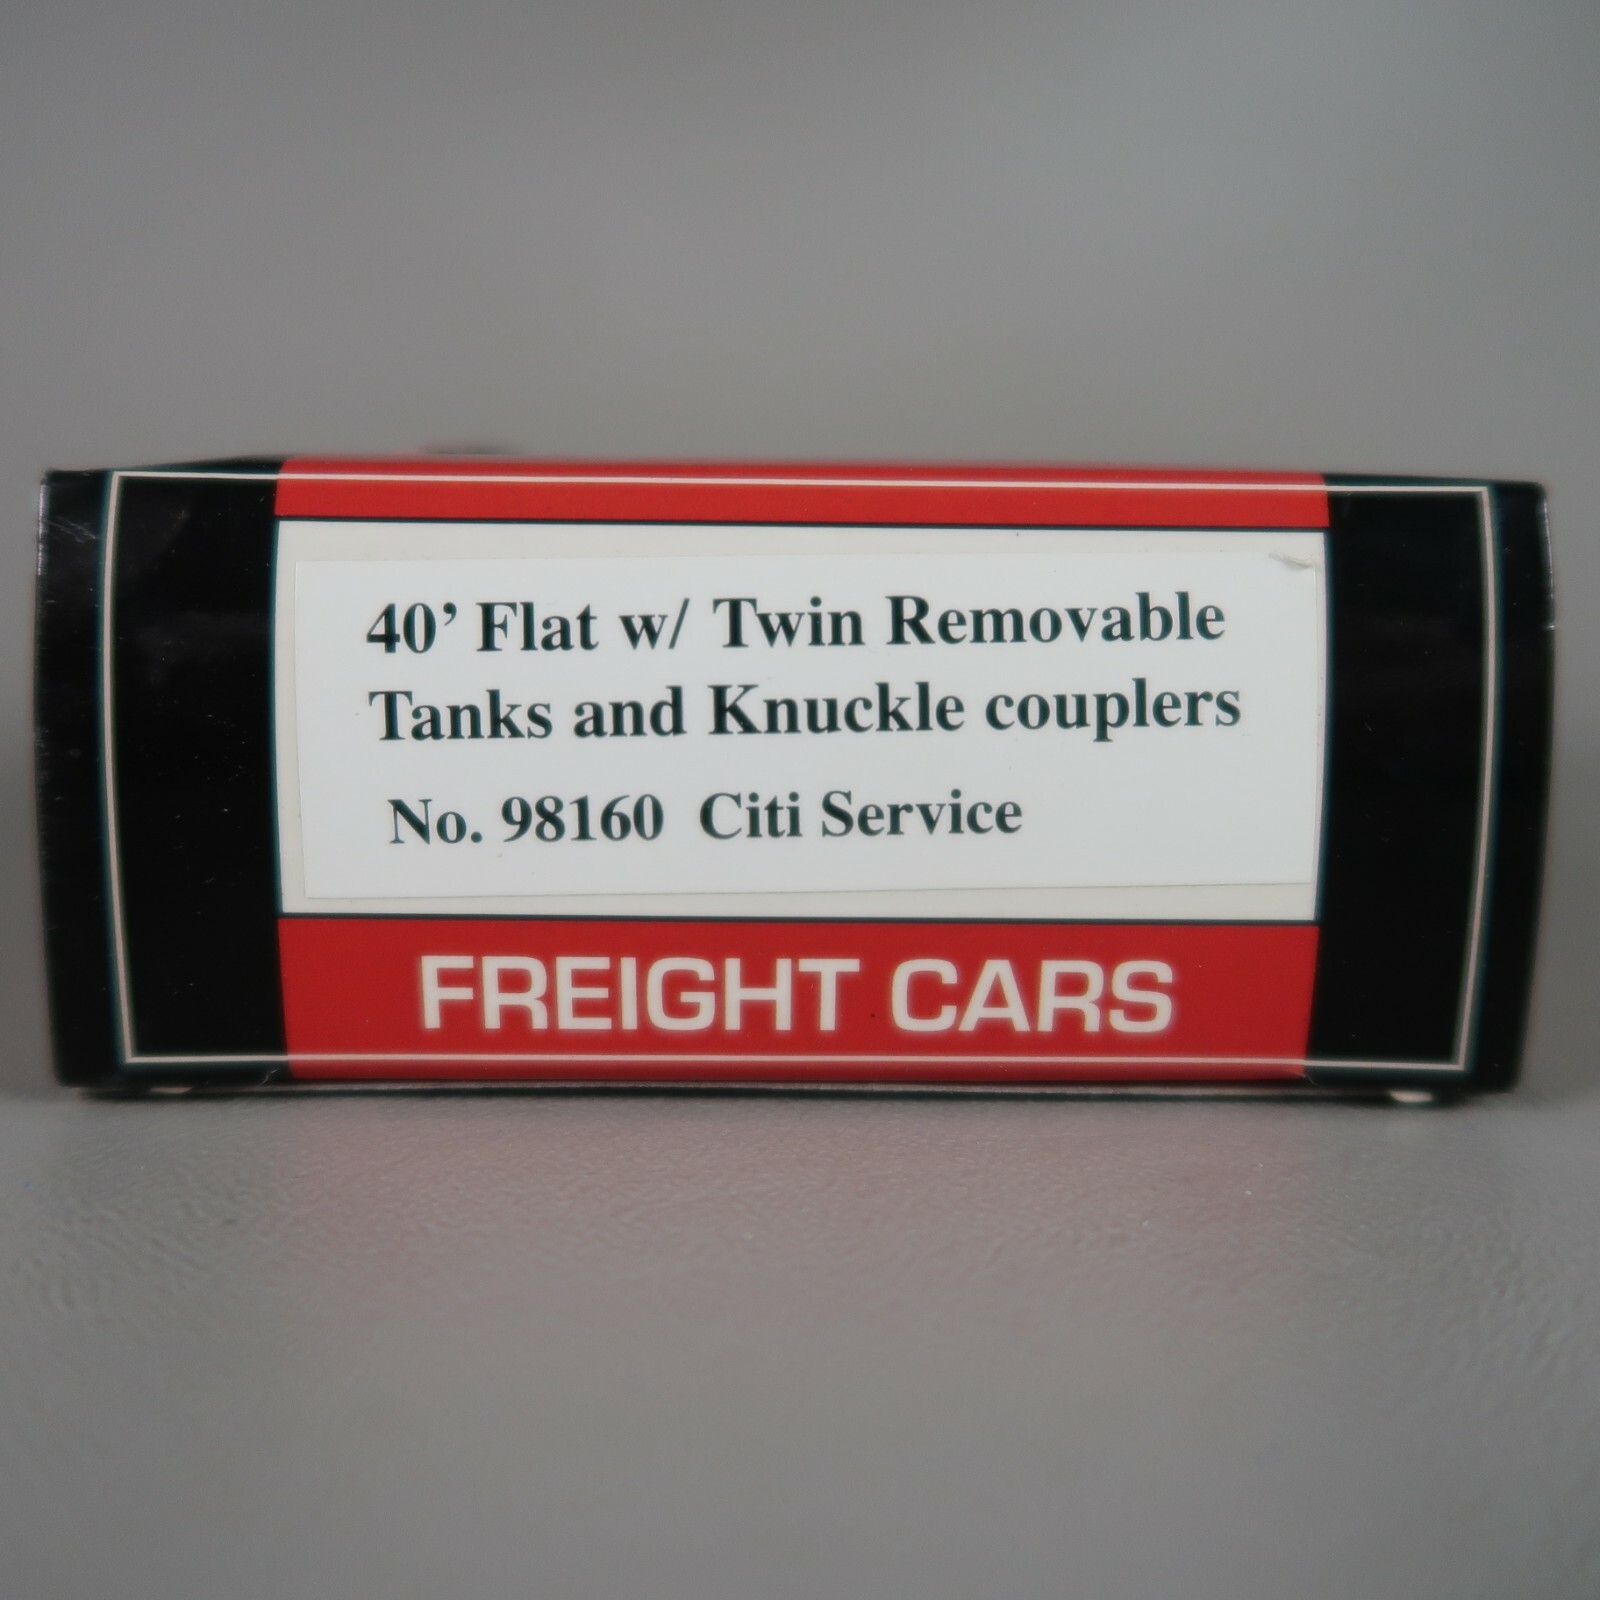 40’ Flat w/ Twin Removable
Tanks and Knuckle couplers
No. 98160 Citi Service
FREIGHT CARS